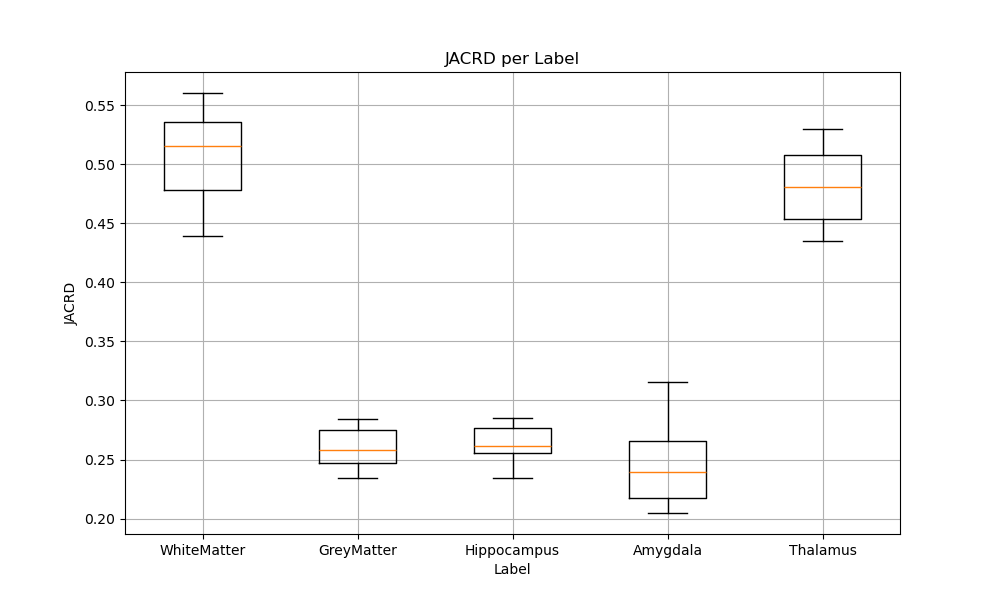 JACRD per Label
JACRD
0.55
0.50
0.45
0.40
0.35
0.30
0.25
0.20
WhiteMatter GreyMatter Hippocampus Amygdala Thalamus
Label